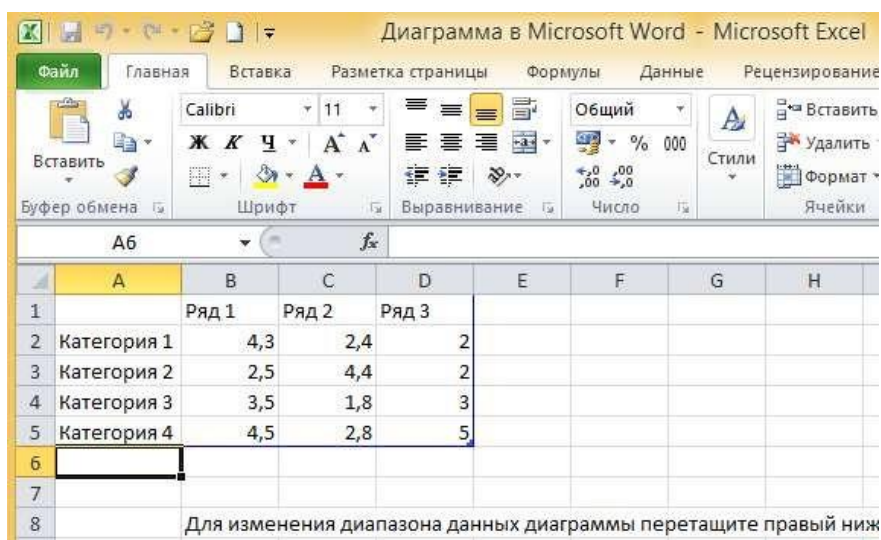 Диаграмма в Microsoft Word - Microsoft Excel
Файл Главная Вставка Разметка страницы Формулы Данные Рецензирование
Calibri 11 Общий Вставить
Ж К Ч А А % 000 Удалить
Вставить Стили
,0 ,00 ,00 ,0 Формат
Буфер обмена Шрифт Выравнивание Число Ячейки
A6 fx
A B C D E F G H
1 Ряд 1 Ряд 2 Ряд 3
2 Категория 1 4,3 2,4 2
3 Категория 2 2,5 4,4 2
4 Категория 3 3,5 1,8 3
5 Категория 4 4,5 2,8 5
6
7
8 Для изменения диапазона данных диаграммы перетащите правый ниж